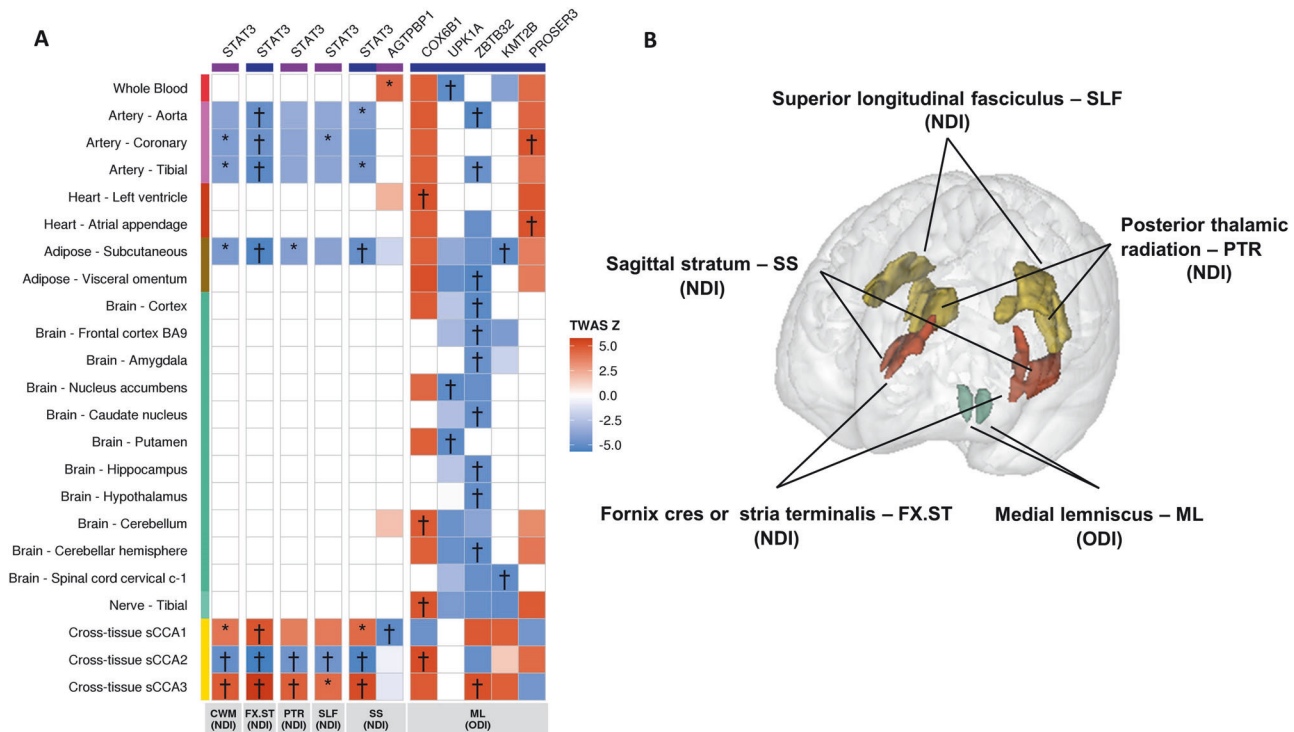 A
STAT3
STAT3
STAT3
STAT3
STAT3
AGTPBP1
COX6B1
UPK1A
ZBTB32
KMT2B
PROSER3
Whole Blood * †
Artery - Aorta † * †
Artery - Coronary * † * †
Artery - Tibial * † * †
Heart - Left ventricle †
Heart - Atrial appendage †
Adipose - Subcutaneous * † * † †
Adipose - Visceral omentum †
Brain - Cortex †
Brain - Frontal cortex BA9 †
Brain - Amygdala †
Brain - Nucleus accumbens †
Brain - Caudate nucleus †
Brain - Putamen †
Brain - Hippocampus †
Brain - Hypothalamus †
Brain - Cerebellum †
Brain - Cerebellar hemisphere †
Brain - Spinal cord cervical c-1 †
Nerve - Tibial †
Cross-tissue sCCA1 * † * †
Cross-tissue sCCA2 † † † † † †
Cross-tissue sCCA3 † † † * † †
CWM
(NDI)
FX.ST
(NDI)
PTR
(NDI)
SLF
(NDI)
SS
(NDI)
ML
(ODI)
TWAS Z
5.0
2.5
0.0
-2.5
-5.0
B
Superior longitudinal fasciculus – SLF
(NDI)
Posterior thalamic
radiation – PTR
(NDI)
Sagittal stratum – SS
(NDI)
Fornix cres or stria terminalis – FX.ST
(NDI)
Medial lemniscus – ML
(ODI)